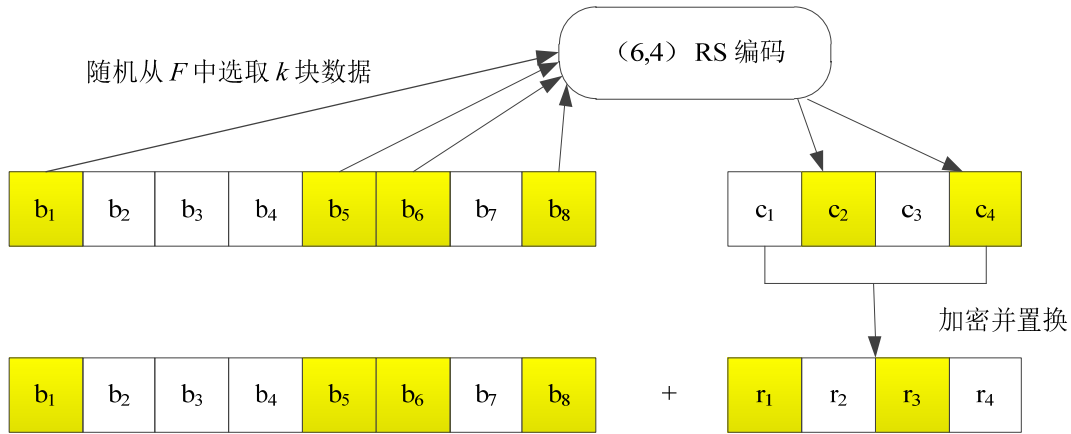 （6,4） RS 编码
随机从 F 中选取 k 块数据
b₁ b₂ b₃ b₄ b₅ b₆ b₇ b₈ c₁ c₂ c₃ c₄
加密并置换
b₁ b₂ b₃ b₄ b₅ b₆ b₇ b₈ + r₁ r₂ r₃ r₄